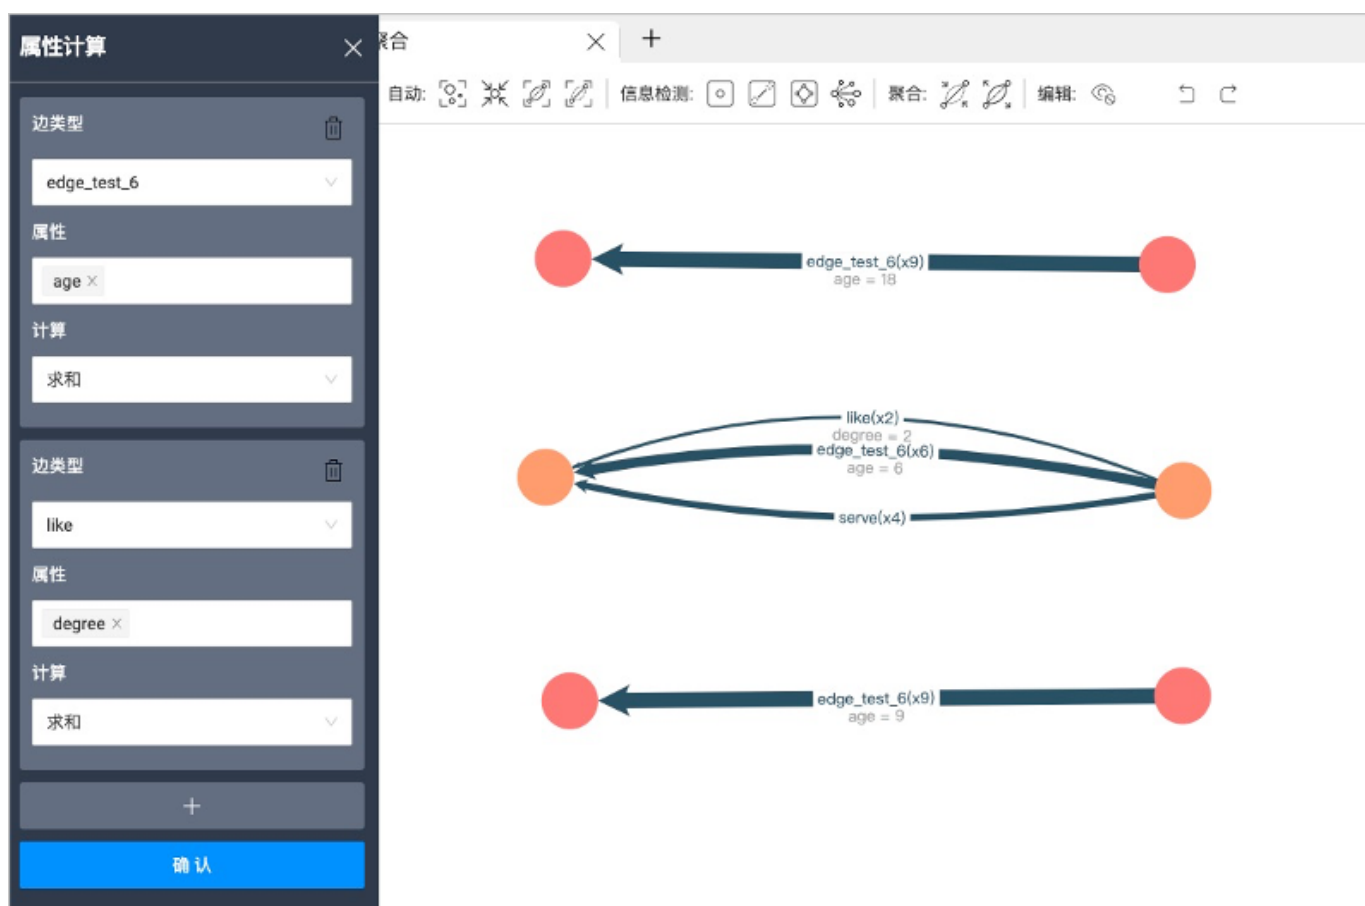 属性计算
聚合
自动:
信息检测:
聚合:
编辑:
边类型
edge_test_6
属性
age
计算
求和
边类型
like
属性
degree
计算
求和
确认
edge_test_6(x9)
age = 18
like(x2)
degree = 2
edge_test_6(x6)
age = 6
serve(x4)
edge_test_6(x9)
age = 9